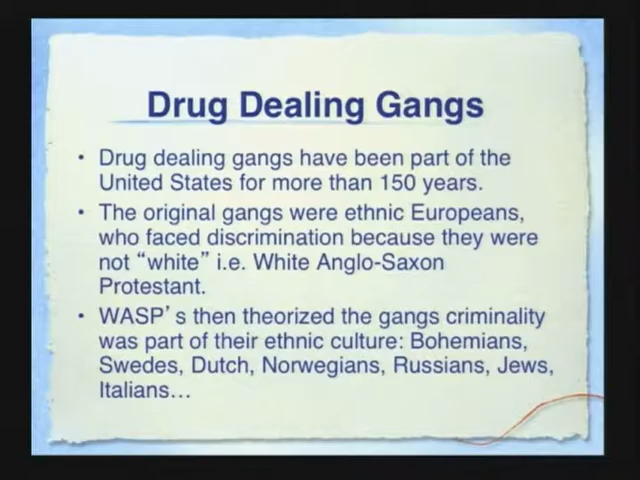 Drug Dealing Gangs
• Drug dealing gangs have been part of the
United States for more than 150 years.
• The original gangs were ethnic Europeans,
who faced discrimination because they were
not “white” i.e. White Anglo-Saxon
Protestant.
• WASP’s then theorized the gangs criminality
was part of their ethnic culture: Bohemians,
Swedes, Dutch, Norwegians, Russians, Jews,
Italians…